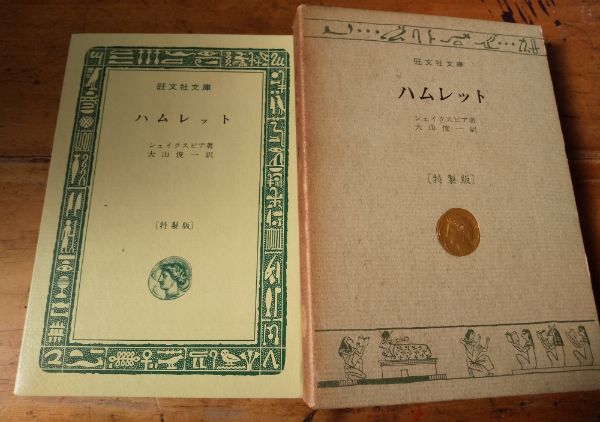 旺文社文庫
ハムレット
シェイクスピア著
大山俊一訳
〔特製版〕
旺文社文庫
ハムレット
シェイクスピア著
大山俊一訳
〔特製版〕